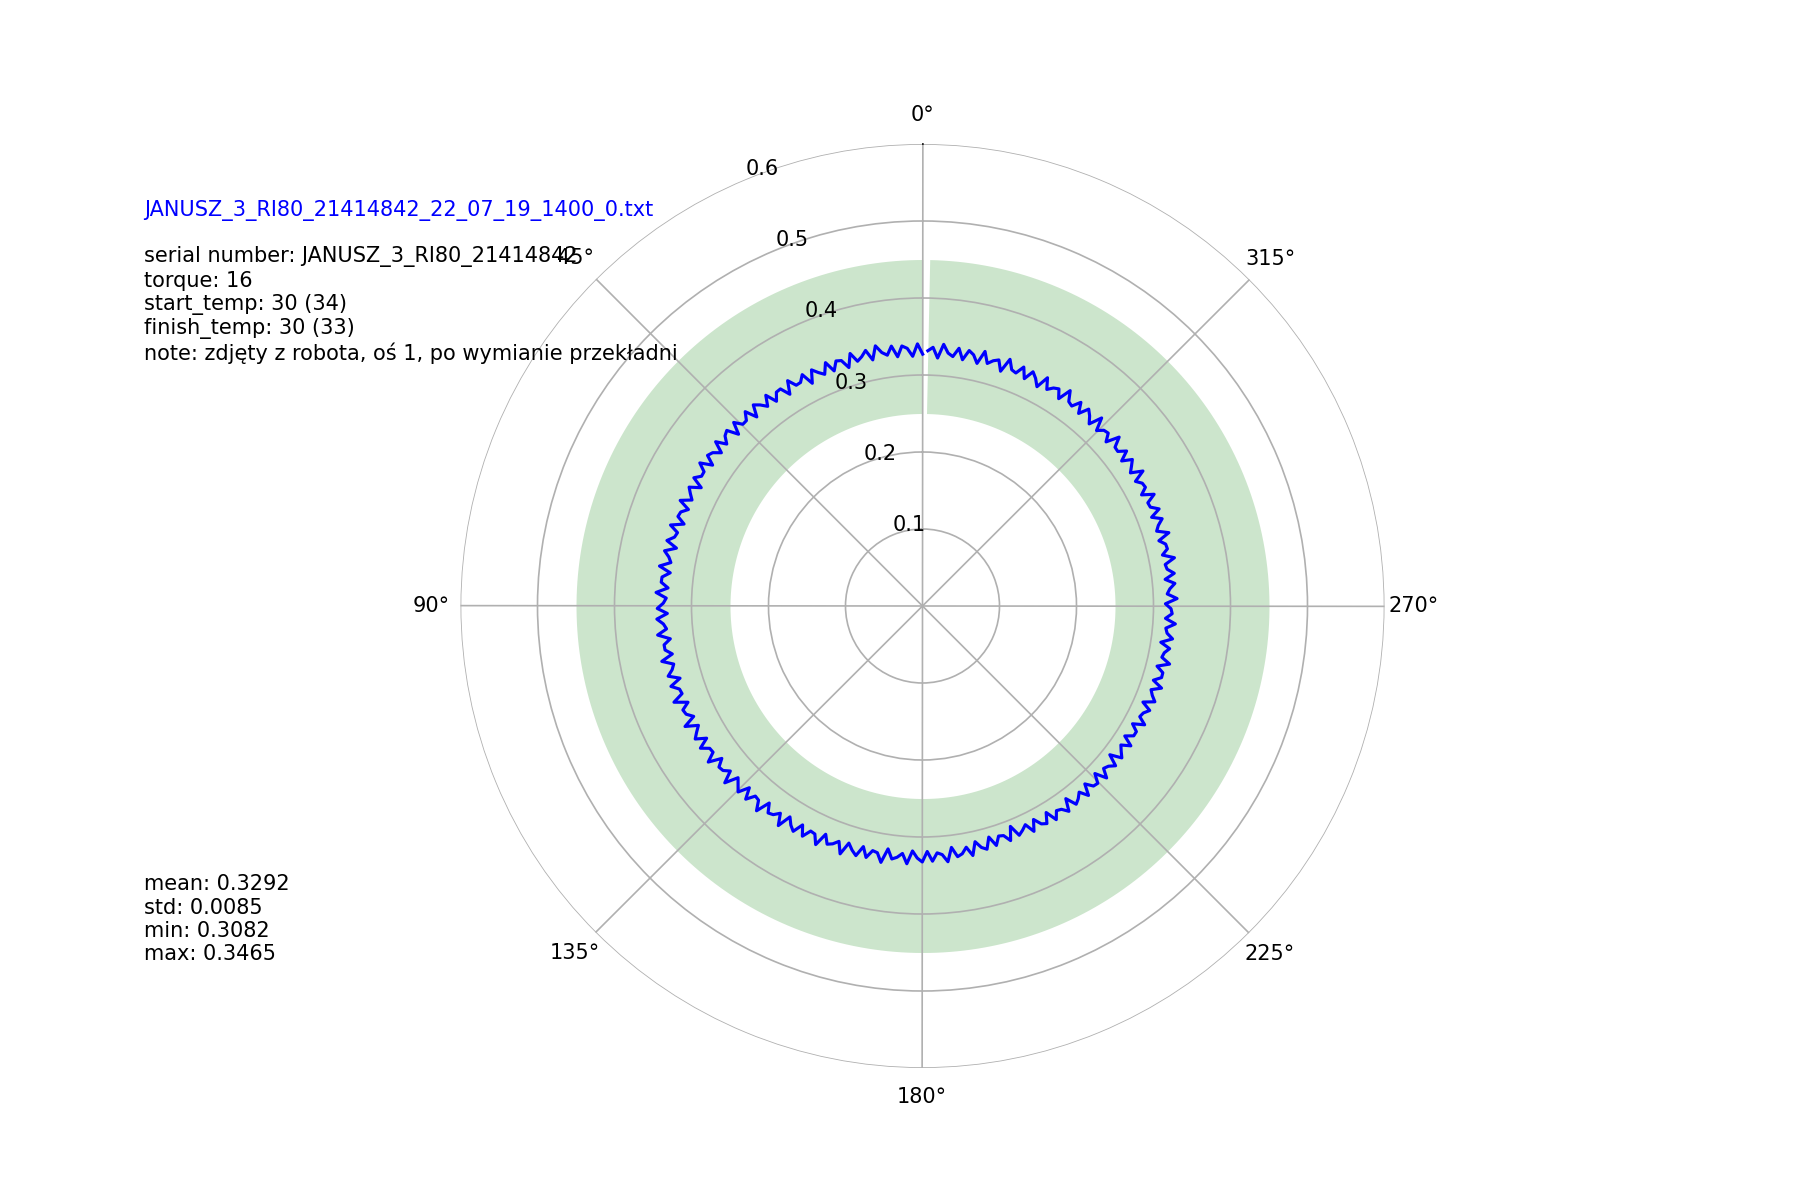 0°
0.6
JANUSZ_3_RI80_21414842_22_07_19_1400_0.txt
0.5
serial number: JANUSZ_3_RI80_21414842
45°
315°
torque: 16
start_temp: 30 (34)
0.4
finish_temp: 30 (33)
note: zdjęty z robota, oś 1, po wymianie przekładni
0.3
0.2
0.1
90°
270°
mean: 0.3292
std: 0.0085
min: 0.3082
max: 0.3465
135°
225°
180°